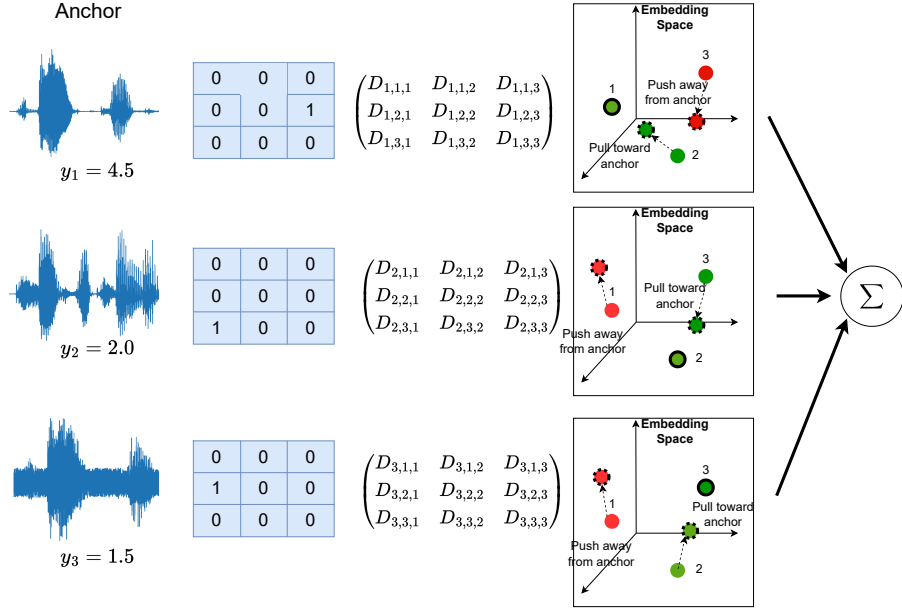 Anchor
0 0 0
0 0 1
0 0 0
D1,1,1 D1,1,2 D1,1,3
D1,2,1 D1,2,2 D1,2,3
D1,3,1 D1,3,2 D1,3,3
y1 = 4.5
Embedding
Space
3
1
Push away
from anchor
Pull toward
anchor
2
0 0 0
0 0 0
1 0 0
D2,1,1 D2,1,2 D2,1,3
D2,2,1 D2,2,2 D2,2,3
D2,3,1 D2,3,2 D2,3,3
y2 = 2.0
Embedding
Space
3
Pull toward
anchor
1
Push away
from anchor
2
Σ
0 0 0
1 0 0
0 0 0
D3,1,1 D3,1,2 D3,1,3
D3,2,1 D3,2,2 D3,2,3
D3,3,1 D3,3,2 D3,3,3
y3 = 1.5
Embedding
Space
3
1
Pull toward
anchor
Push away
from anchor
2